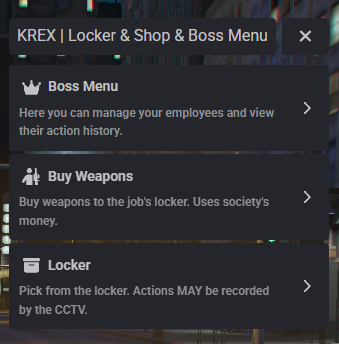 KREX | Locker & Shop & Boss Menu
Boss Menu
Here you can manage your employees and view
their action history.
Buy Weapons
Buy weapons to the job's locker. Uses society's
money.
Locker
Pick from the locker. Actions MAY be recorded
by the CCTV.